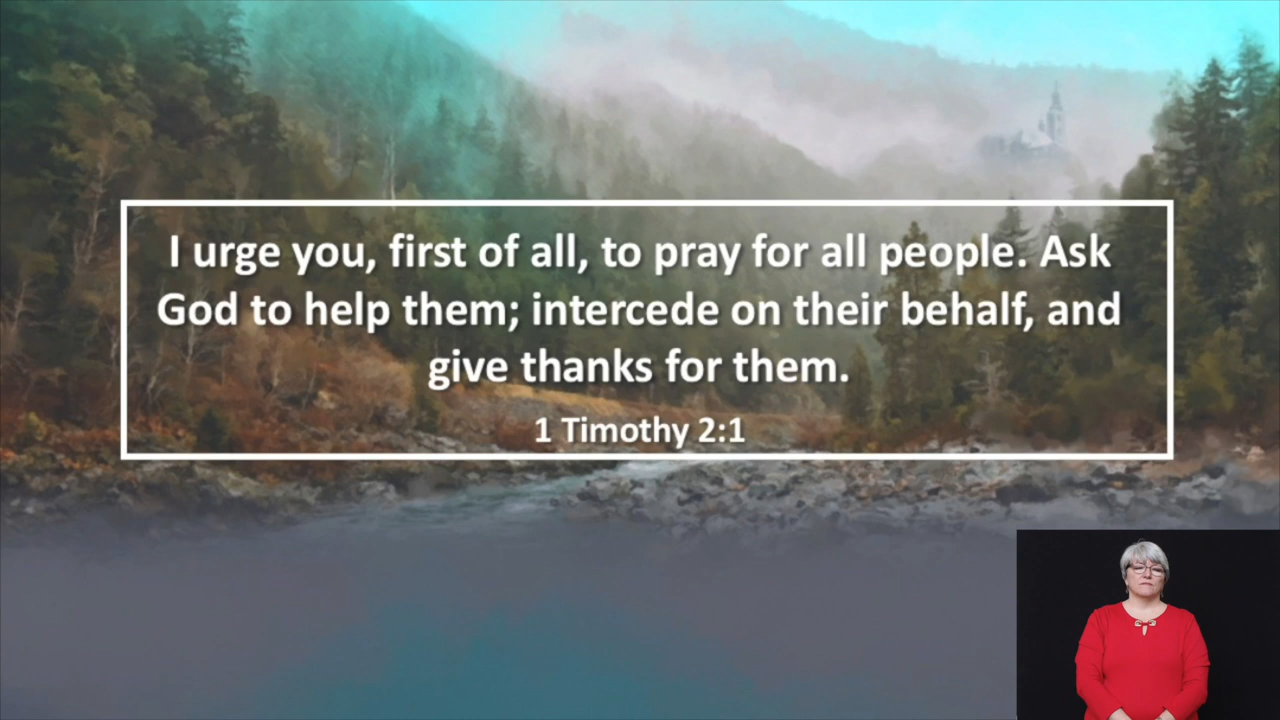 I urge you, first of all, to pray for all people. Ask
God to help them; intercede on their behalf, and
give thanks for them.
1 Timothy 2:1